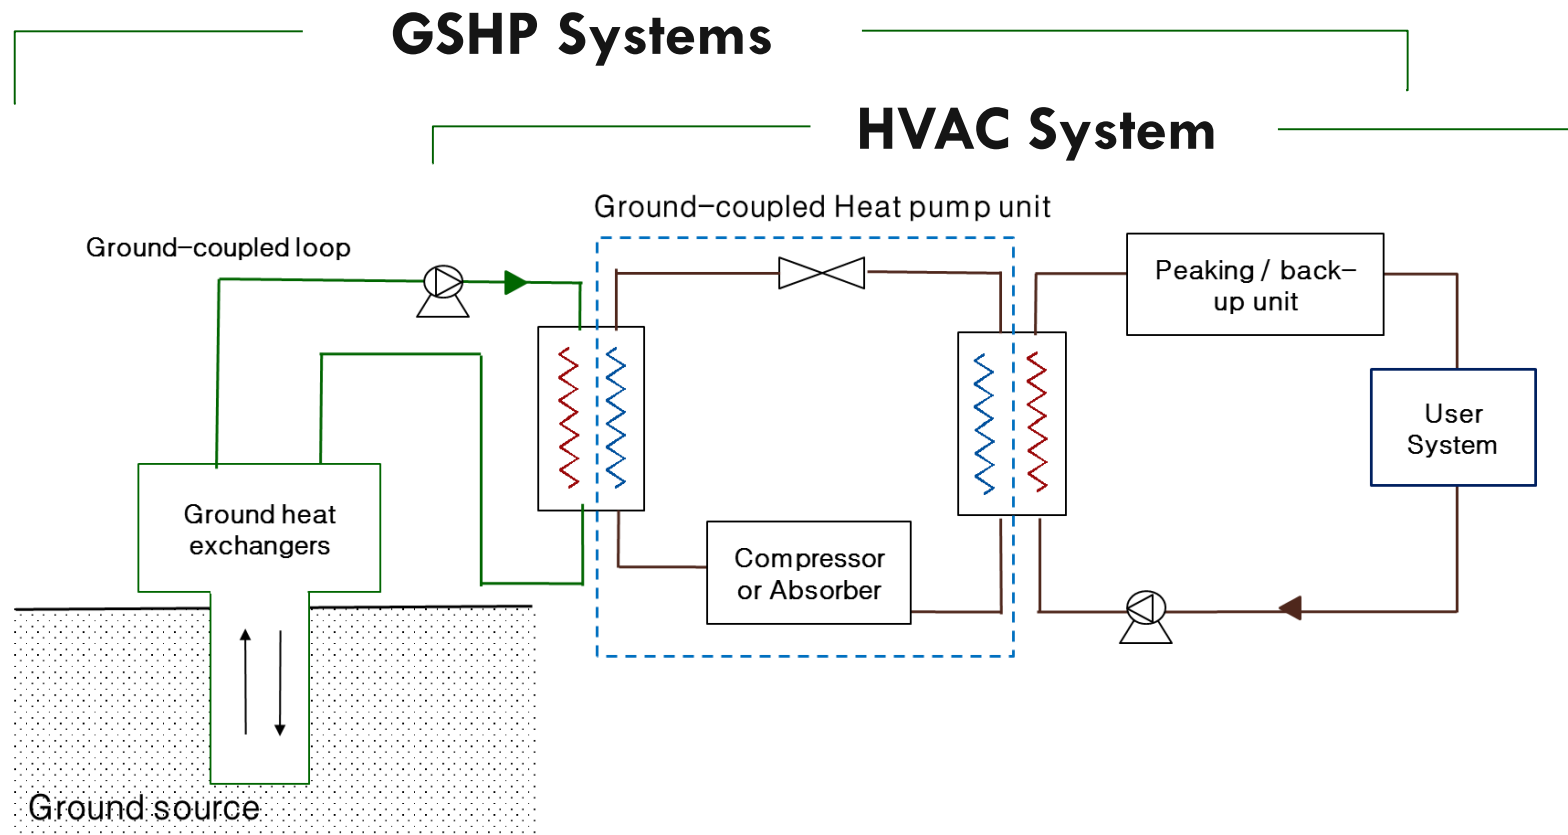 GSHP Systems
HVAC System
Ground-coupled Heat pump unit
Ground-coupled loop
Peaking / back-
up unit
User
System
Ground heat
exchangers
Compressor
or Absorber
Ground source